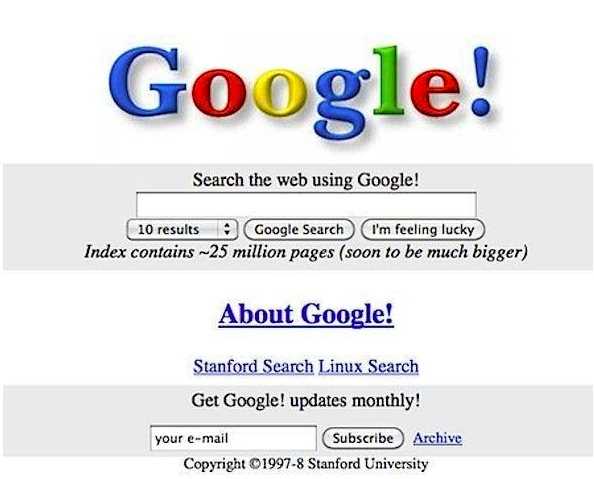 Google!
Search the web using Google!
10 results Google Search I'm feeling lucky
Index contains ~25 million pages (soon to be much bigger)
About Google!
Stanford Search Linux Search
Get Google! updates monthly!
your e-mail Subscribe Archive
Copyright ©1997-8 Stanford University